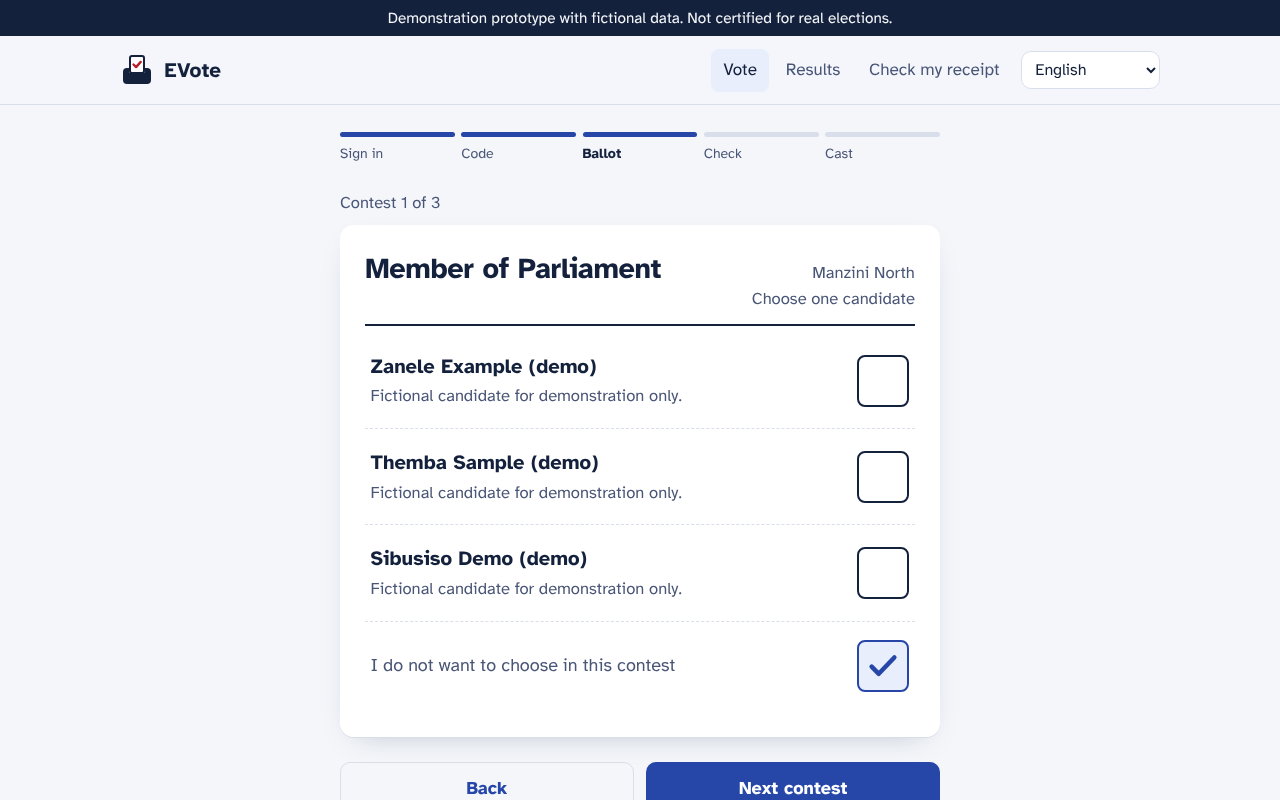 Demonstration prototype with fictional data. Not certified for real elections.
EVote
Vote
Results
Check my receipt
English
Sign in
Code
Ballot
Check
Cast
Contest 1 of 3
Member of Parliament
Manzini North
Choose one candidate
Zanele Example (demo)
Fictional candidate for demonstration only.
Themba Sample (demo)
Fictional candidate for demonstration only.
Sibusiso Demo (demo)
Fictional candidate for demonstration only.
I do not want to choose in this contest
Back
Next contest